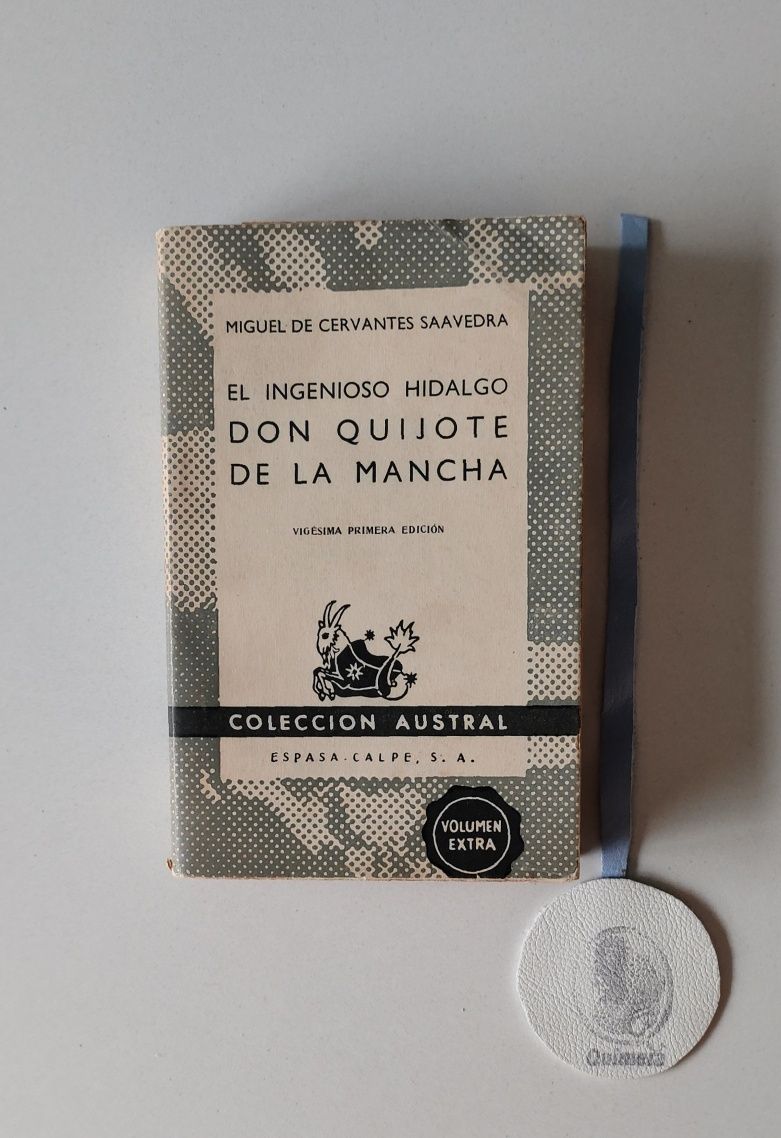 MIGUEL DE CERVANTES SAAVEDRA
EL INGENIOSO HIDALGO
DON QUIJOTE
DE LA MANCHA
VIGÉSIMA PRIMERA EDICIÓN
COLECCION AUSTRAL
ESPASA-CALPE, S. A.
VOLUMEN
EXTRA
Quimera